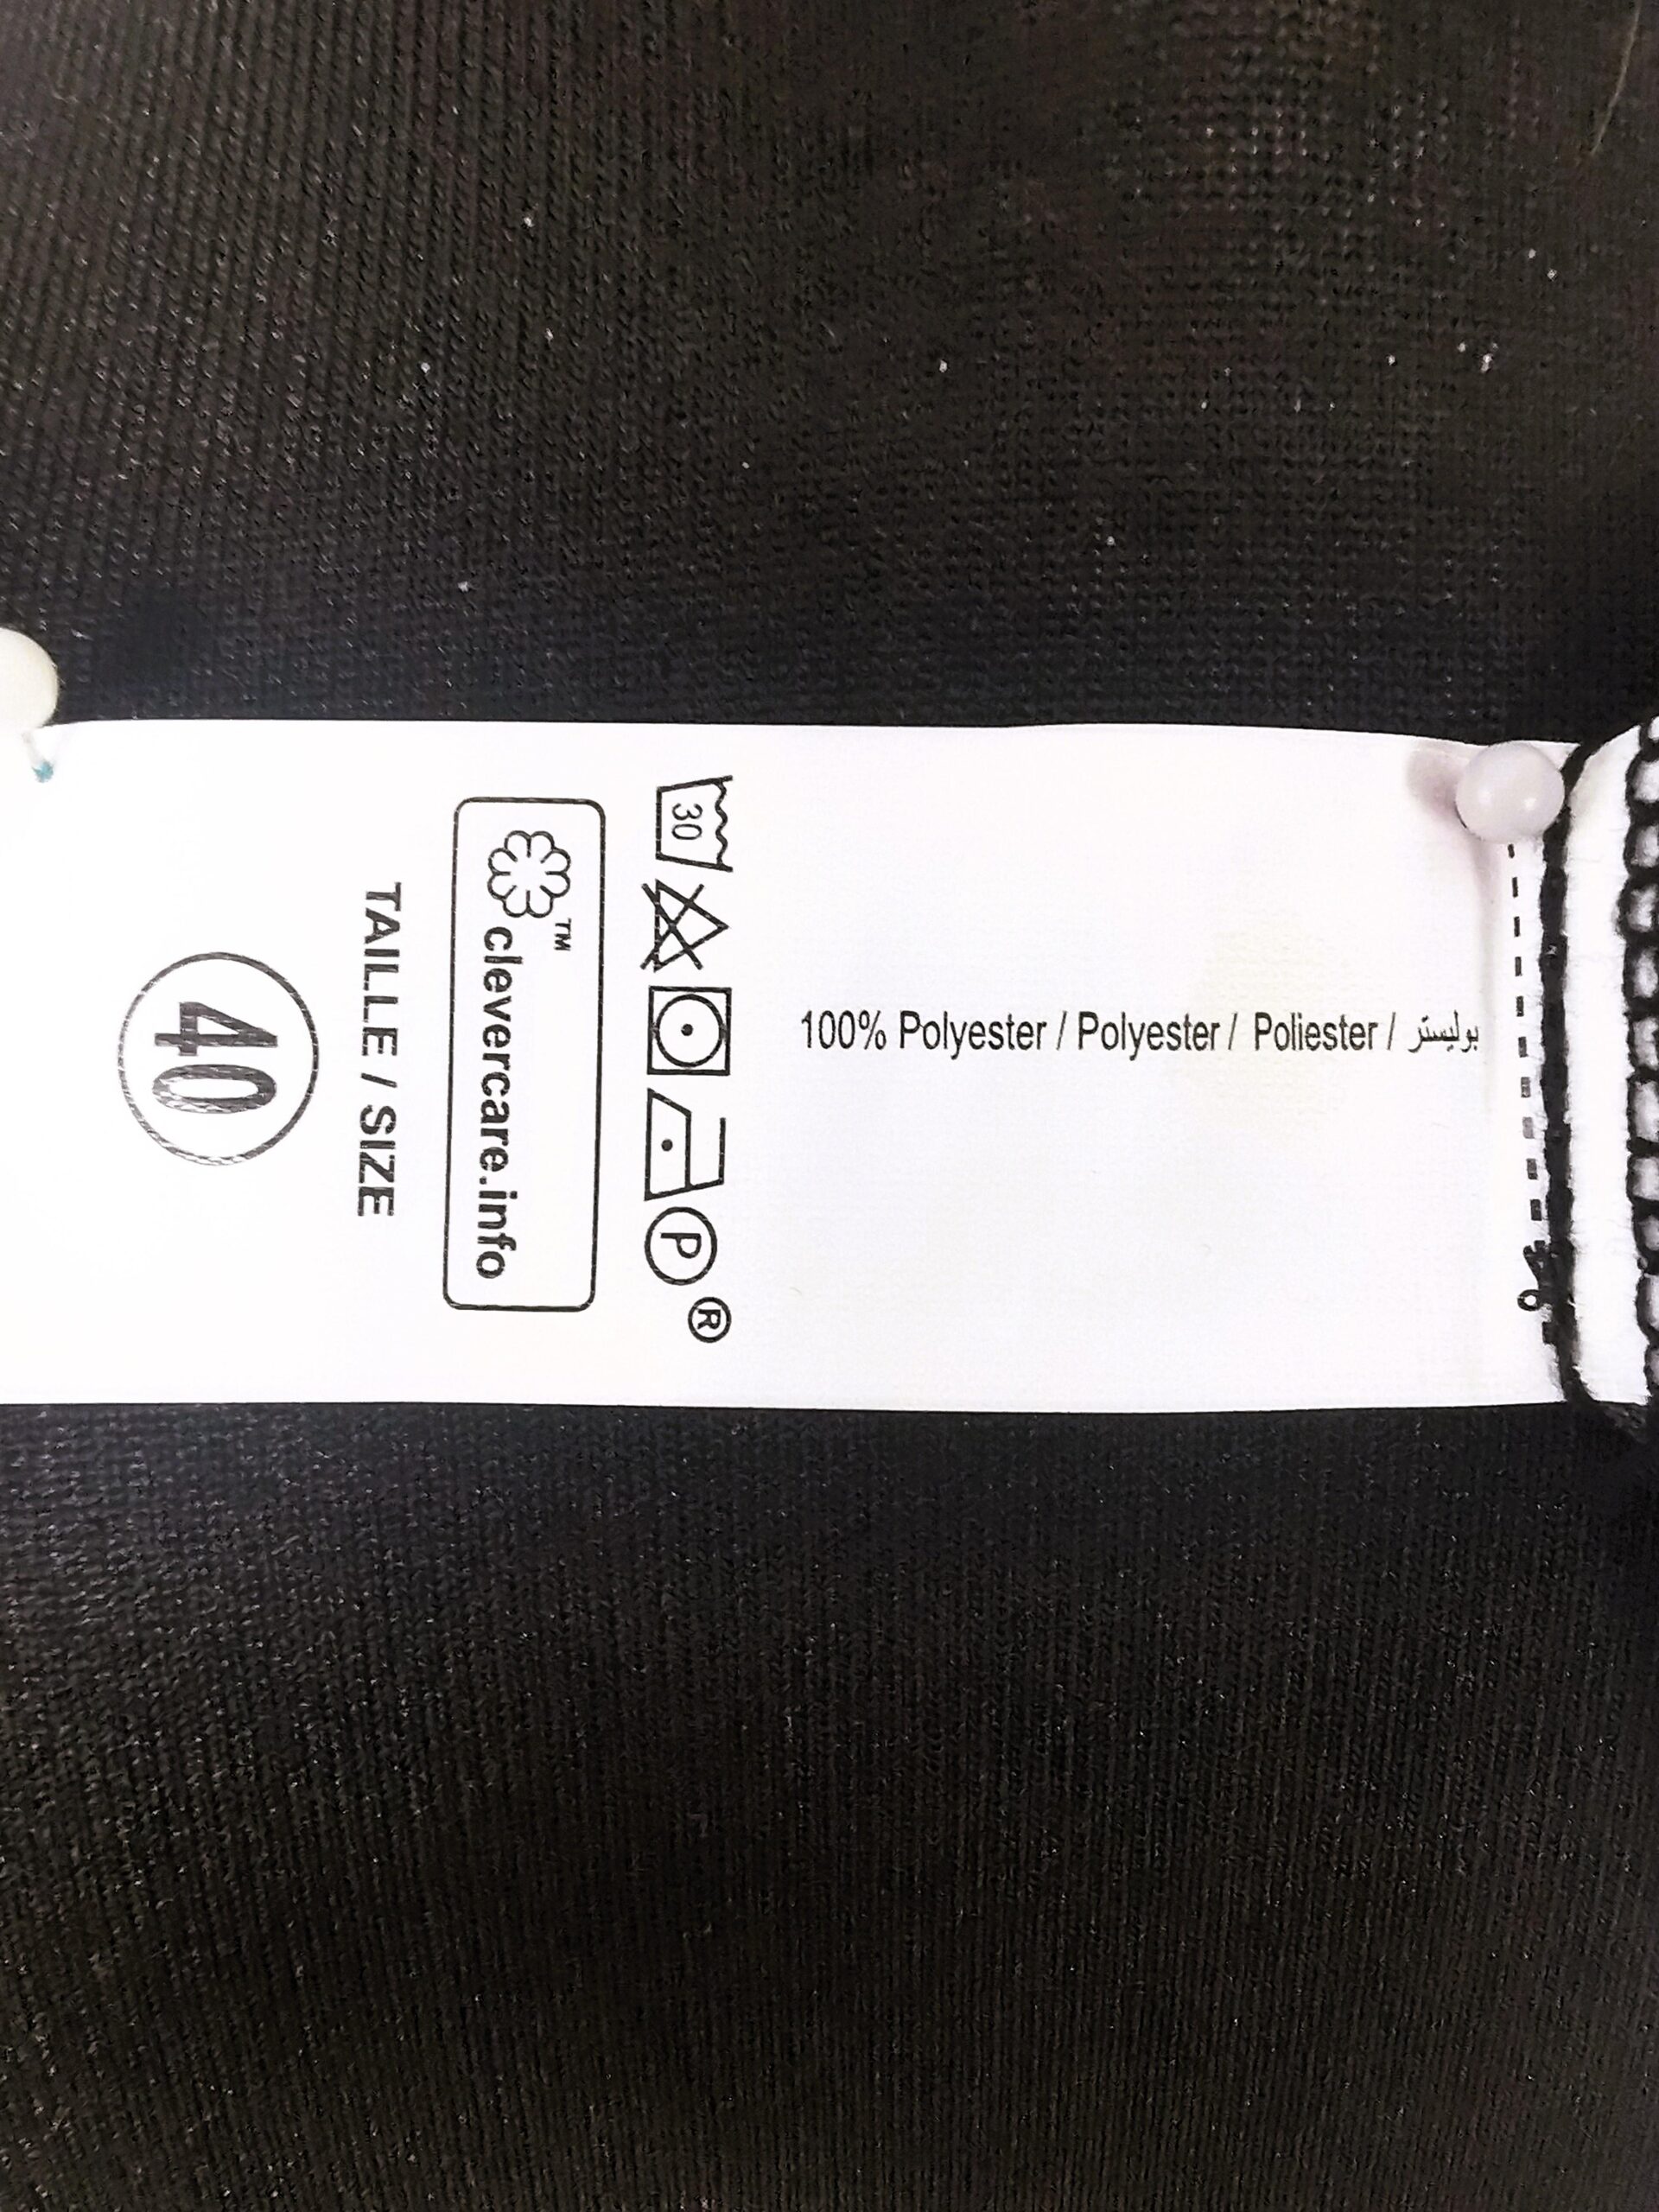 100% Polyester / Polyester / Poliester / بوليستر
30
P
®
™
clevercare.info
TAILLE / SIZE
40